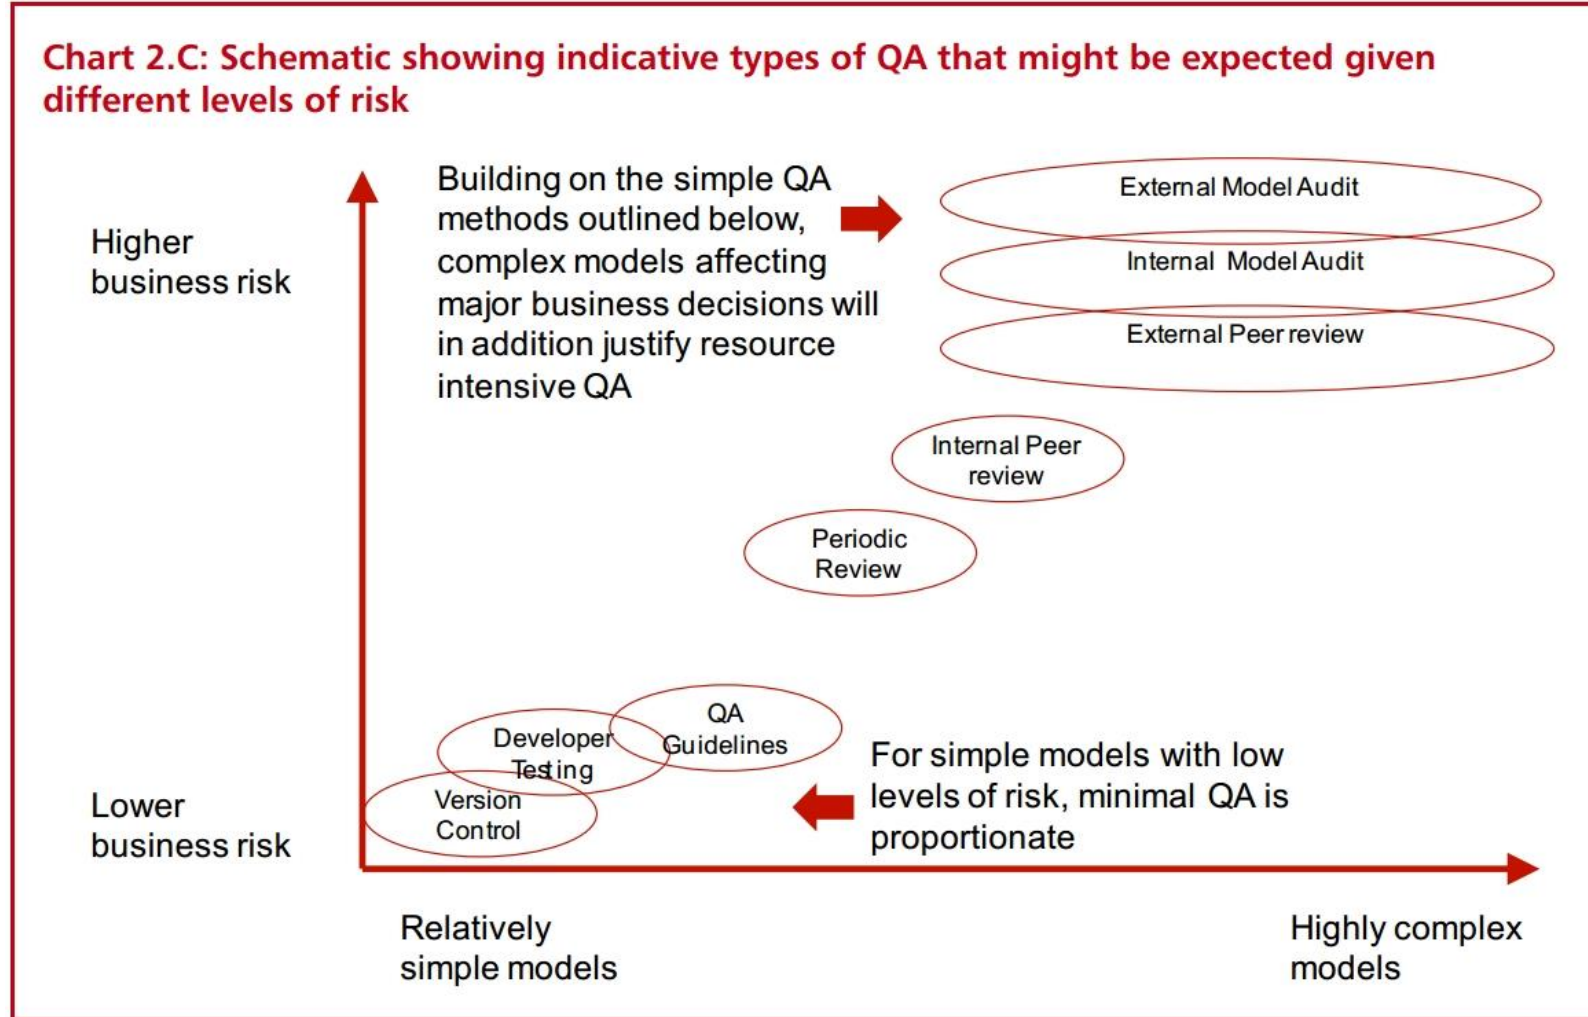 Chart 2.C: Schematic showing indicative types of QA that might be expected given
different levels of risk
Building on the simple QA
methods outlined below,
complex models affecting
major business decisions will
in addition justify resource
intensive QA
Higher
business risk
External Model Audit
Internal Model Audit
External Peer review
Internal Peer
review
Periodic
Review
QA
Guidelines
Developer
Testing
Version
Control
For simple models with low
levels of risk, minimal QA is
proportionate
Lower
business risk
Relatively
simple models
Highly complex
models